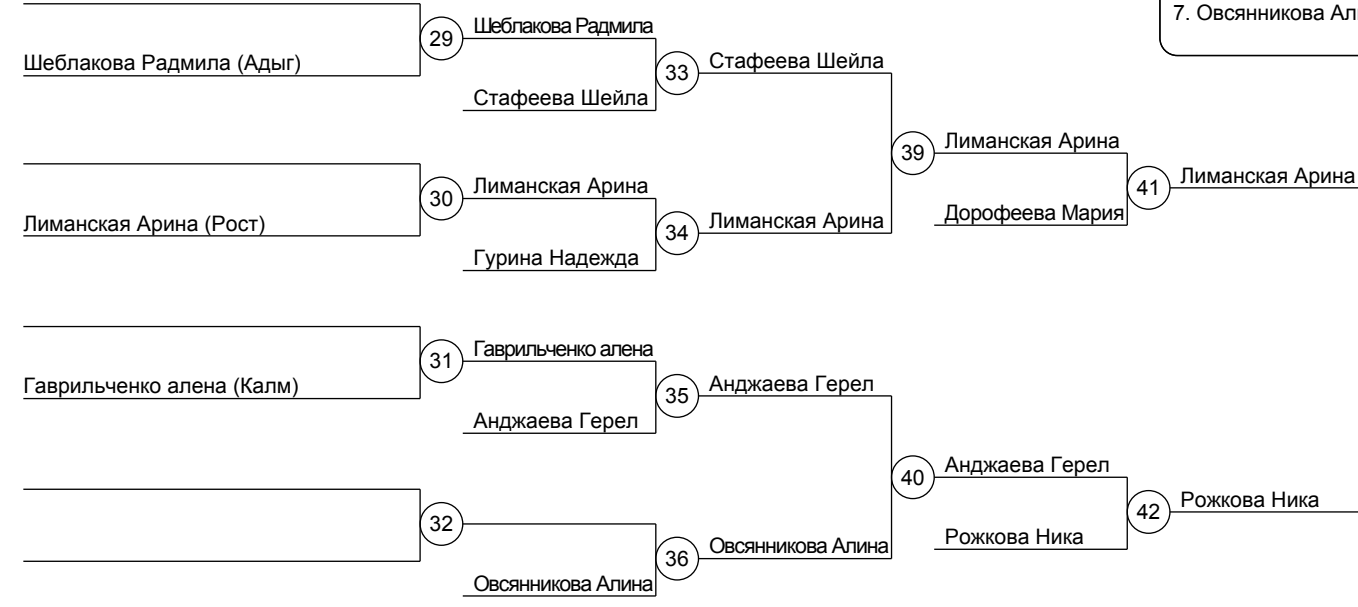 7. Овсянникова Ал
29 Шеблакова Радмила
Шеблакова Радмила (Адыг)
33 Стафеева Шейла
Стафеева Шейла
39 Лиманская Арина
41 Лиманская Арина
30 Лиманская Арина
Лиманская Арина (Рост)
34 Лиманская Арина
Дорофеева Мария
Гурина Надежда
31 Гаврильченко алена
Гаврильченко алена (Калм)
35 Анджаева Герел
Анджаева Герел
40 Анджаева Герел
42 Рожкова Ника
32
Рожкова Ника
36 Овсянникова Алина
Овсянникова Алина